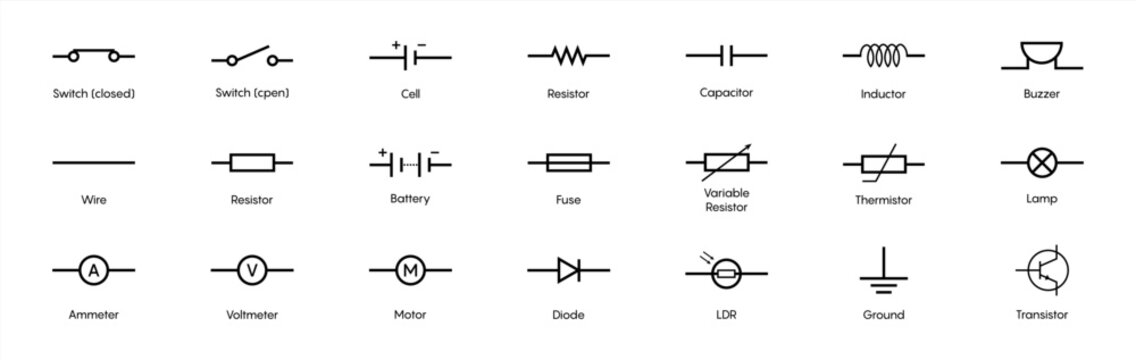 + −
Switch (closed)
Switch (cpen)
Cell
Resistor
Capacitor
Inductor
Buzzer
+ −
Wire
Resistor
Battery
Fuse
Variable
Resistor
Thermistor
Lamp
A
V
M
Ammeter
Voltmeter
Motor
Diode
LDR
Ground
Transistor